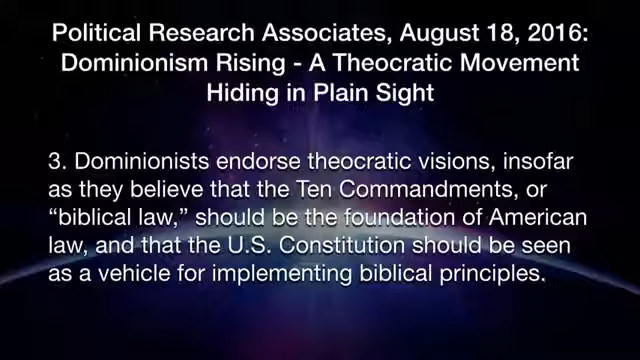 Political Research Associates, August 18, 2016:
Dominionism Rising - A Theocratic Movement
Hiding in Plain Sight
3. Dominionists endorse theocratic visions, insofar
as they believe that the Ten Commandments, or
“biblical law,” should be the foundation of American
law, and that the U.S. Constitution should be seen
as a vehicle for implementing biblical principles.